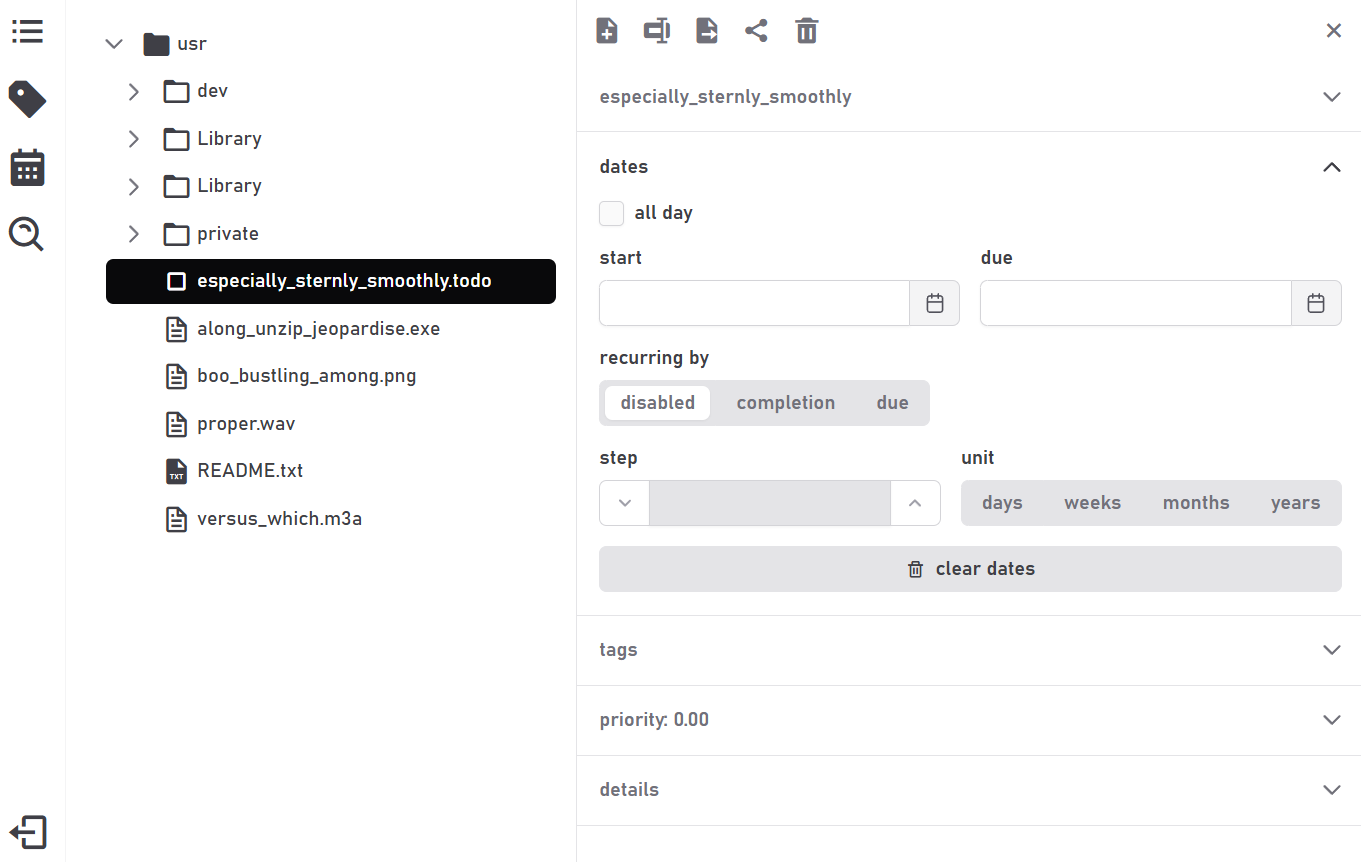 usr
dev
Library
Library
private
especially_sternly_smoothly.todo
along_unzip_jeopardise.exe
boo_bustling_among.png
proper.wav
TXT README.txt
versus_which.m3a
especially_sternly_smoothly
dates
all day
start due
recurring by
disabled completion due
step unit
days weeks months years
clear dates
tags
priority: 0.00
details